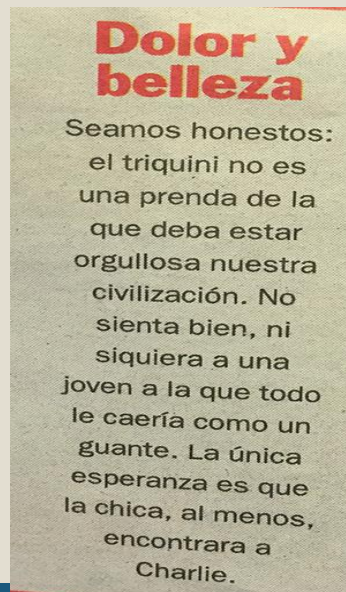 Dolor y
belleza
Seamos honestos:
el triquini no es
una prenda de la
que deba estar
orgullosa nuestra
civilización. No
sienta bien, ni
siquiera a una
joven a la que todo
le caería como un
guante. La única
esperanza es que
la chica, al menos,
encontrara a
Charlie.